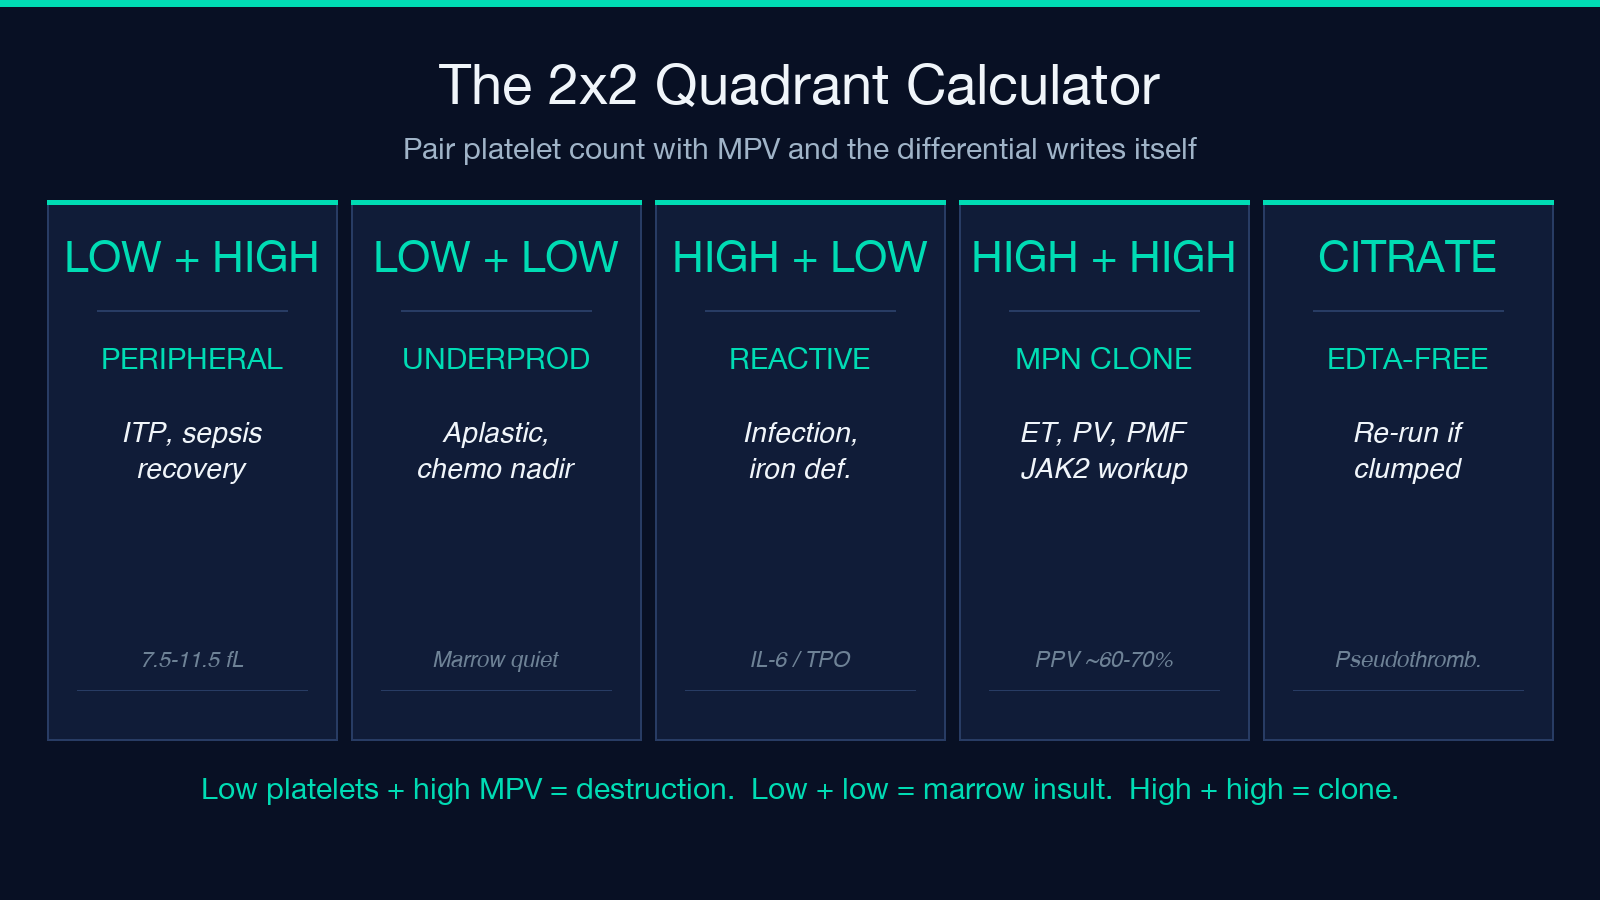 The 2x2 Quadrant Calculator
Pair platelet count with MPV and the differential writes itself
LOW + HIGH
PERIPHERAL
ITP, sepsis
recovery
7.5-11.5 fL
LOW + LOW
UNDERPROD
Aplastic,
chemo nadir
Marrow quiet
HIGH + LOW
REACTIVE
Infection,
iron def.
IL-6 / TPO
HIGH + HIGH
MPN CLONE
ET, PV, PMF
JAK2 workup
PPV ~60-70%
CITRATE
EDTA-FREE
Re-run if
clumped
Pseudothromb.
Low platelets + high MPV = destruction.  Low + low = marrow insult.  High + high = clone.